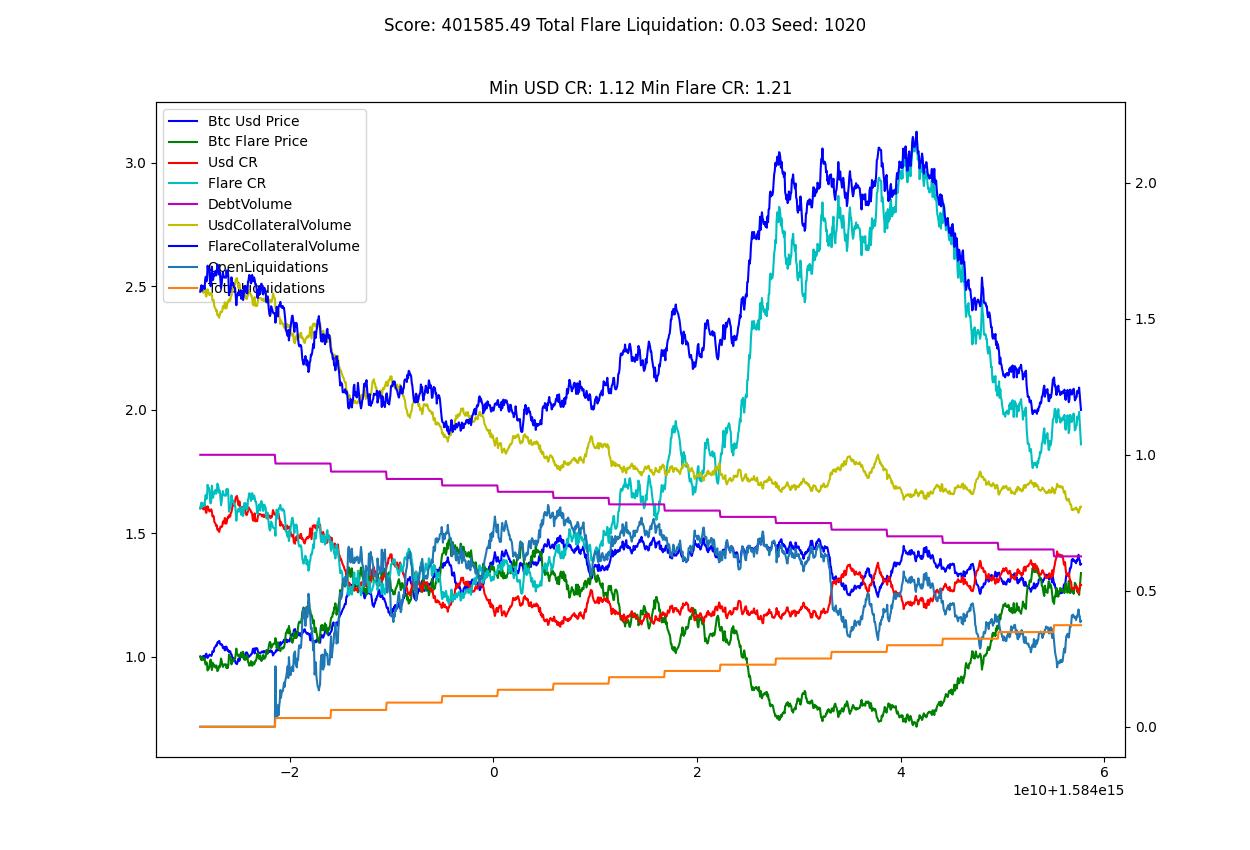 Score: 401585.49 Total Flare Liquidation: 0.03 Seed: 1020
Min USD CR: 1.12 Min Flare CR: 1.21
Btc Usd Price
Btc Flare Price
Usd CR
Flare CR
DebtVolume
UsdCollateralVolume
FlareCollateralVolume
OpenLiquidations
TotalLiquidations
3.0
2.5
2.0
1.5
1.0
2.0
1.5
1.0
0.5
0.0
−2
0
2
4
6
1e10+1.584e15